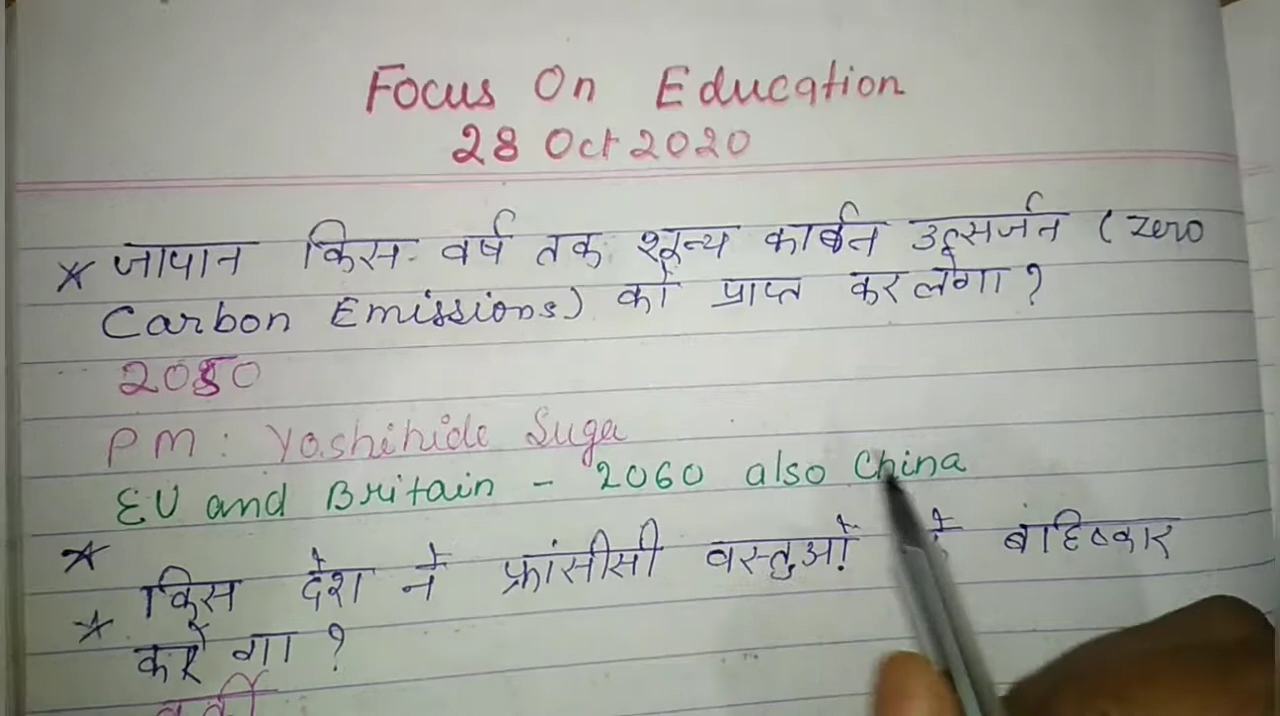 Focus On Education
28 Oct 2020
* जापान किस वर्ष तक शून्य कार्बन उत्सर्जन (Zero
Carbon Emissions) को प्राप्त कर लेगा?
2050
PM: Yoshihide Suga
EU and Britain - 2060 also China
*
* किस देश ने फ्रांसीसी वस्तुओं बहिष्कार
करेगा?